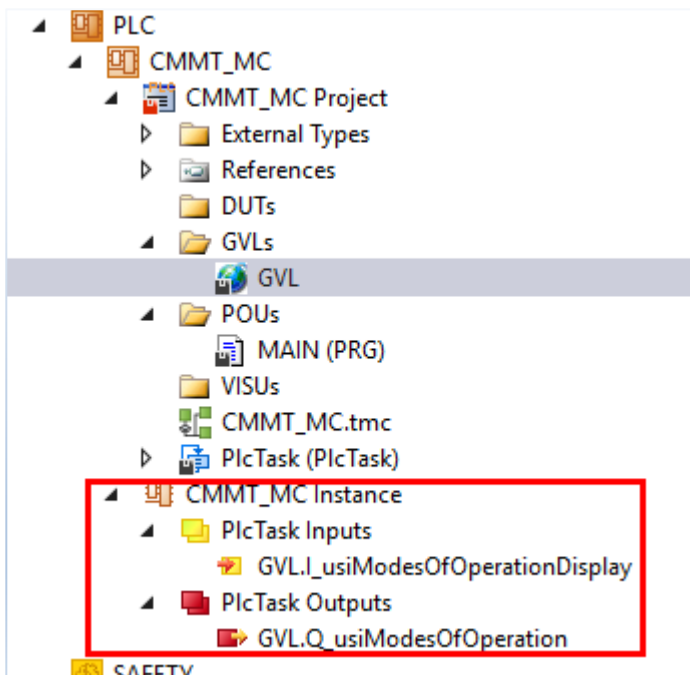 PLC
CMMT_MC
CMMT_MC Project
External Types
References
DUTs
GVLs
GVL
POUs
MAIN (PRG)
VISUs
CMMT_MC.tmc
PlcTask (PlcTask)
CMMT_MC Instance
PlcTask Inputs
GVL.I_usiModesOfOperationDisplay
PlcTask Outputs
GVL.Q_usiModesOfOperation
SAFETY